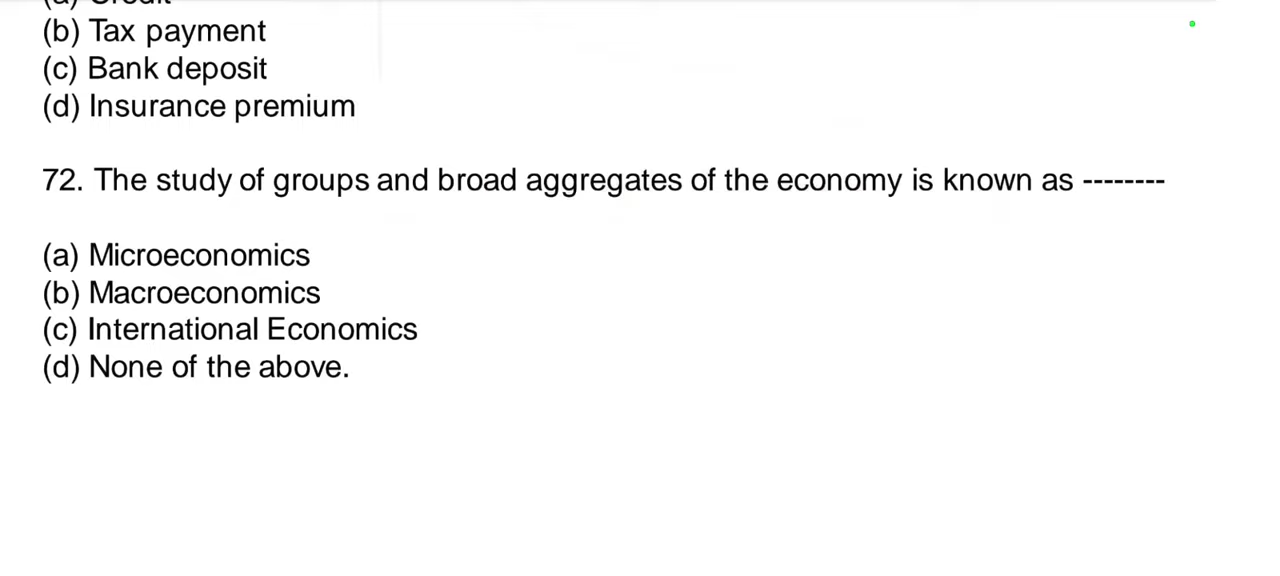 (b) Tax payment
(c) Bank deposit
(d) Insurance premium
72. The study of groups and broad aggregates of the economy is known as --------
(a) Microeconomics
(b) Macroeconomics
(c) International Economics
(d) None of the above.